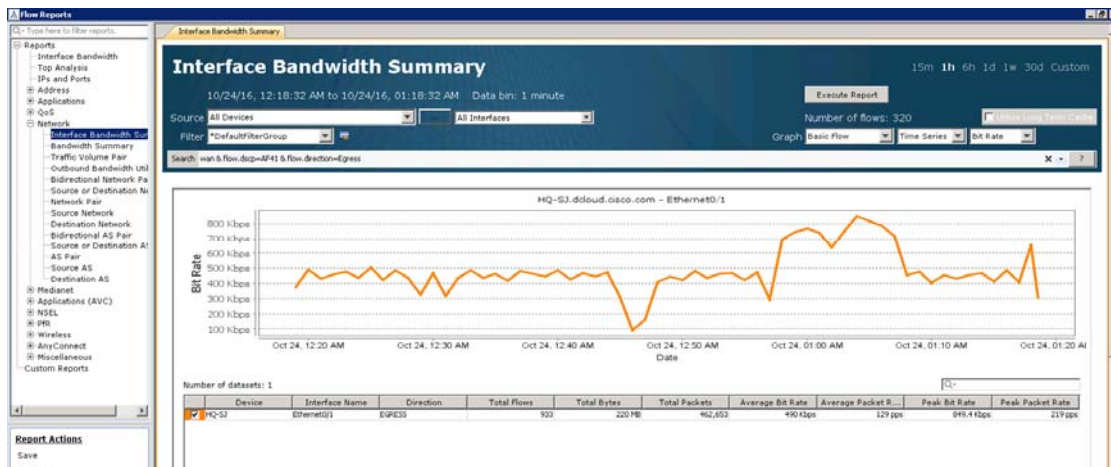 Flow Reports
Type here to filter reports.
Reports
Interface Bandwidth
Top Analysis
IPs and Ports
Address
Applications
QoS
Network
Interface Bandwidth Sur
Bandwidth Summary
Traffic Volume Pair
Outbound Bandwidth Util
Bidirectional Network Pa
Source or Destination Ne
Network Pair
Source Network
Destination Network
Bidirectional AS Pair
Source or Destination AS
AS Pair
Source AS
Destination AS
Medianet
Applications (AVC)
NSEL
PfR
Wireless
AnyConnect
Miscellaneous
Custom Reports
Report Actions
Save
Interface Bandwidth Summary
Interface Bandwidth Summary
15m 1h 6h 1d 1w 30d Custom
10/24/16, 12:18:32 AM to 10/24/16, 01:18:32 AM Data bin: 1 minute
Execute Report
Source All Devices ... All Interfaces
Number of flows: 320
Utilize Long Term Cache
Filter *DefaultFilterGroup
Graph Basic Flow Time Series Bit Rate
Search wan & flow.dscp=AF41 & flow.direction=Egress
X ?
HQ-SJ.dcloud.cisco.com - Ethernet0/1
Bit Rate
800 Kbps
700 Kbps
600 Kbps
500 Kbps
400 Kbps
300 Kbps
200 Kbps
100 Kbps
Oct 24, 12:20 AM Oct 24, 12:30 AM Oct 24, 12:40 AM Oct 24, 12:50 AM Oct 24, 01:00 AM Oct 24, 01:10 AM Oct 24, 01:20 AM
Date
Number of datasets: 1
Device Interface Name Direction Total Flows Total Bytes Total Packets Average Bit Rate Average Packet R... Peak Bit Rate Peak Packet Rate
HQ-SJ Ethernet0/1 EGRESS 933 220 MB 462,653 490 Kbps 129 pps 849.4 Kbps 219 pps